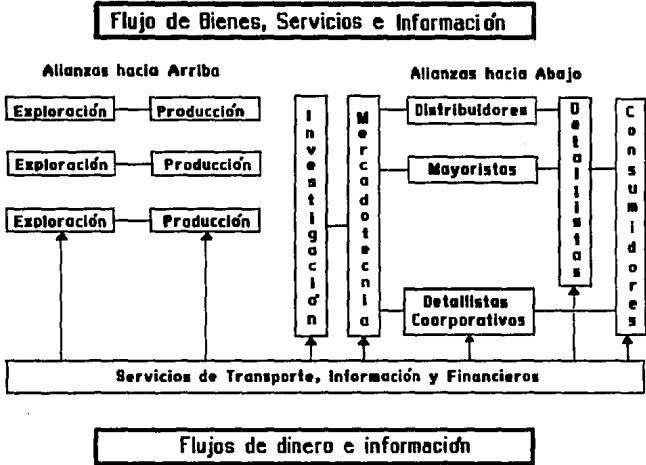 Flujo de Bienes, Servicios e Información
Alianzas hacia Arriba
Alianzas hacia Abajo
Exploración
Producción
Exploración
Producción
Exploración
Producción
Investigación
Mercadotecnia
Distribuidores
Mayoristas
Detallistas
Coorporativos
Detallistas
Consumidores
Servicios de Transporte, Información y Financieros
Flujos de dinero e información